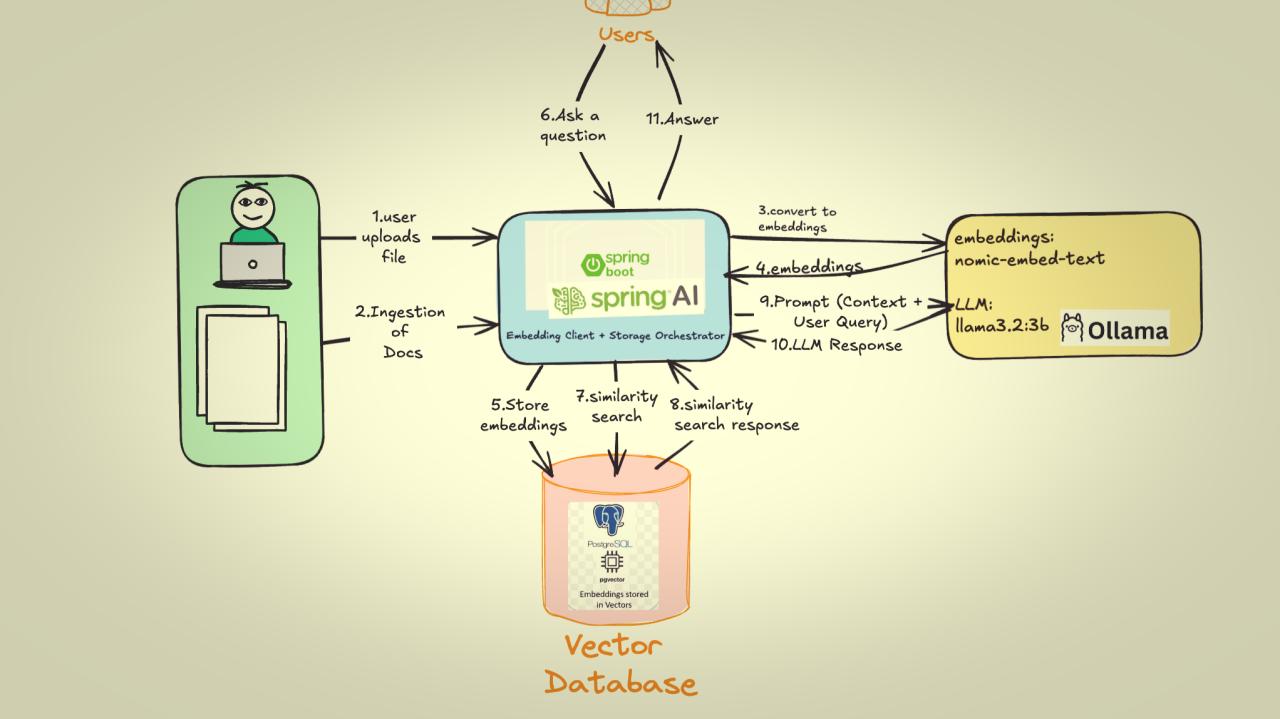 Users
6.Ask a
question
11.Answer
1.user
uploads
file
2.Ingestion
of
Docs
spring
boot
spring AI
Embedding Client + Storage Orchestrator
3.convert to
embeddings
4.embeddings
9.Prompt (Context +
User Query)
10.LLM Response
embeddings:
nomic-embed-text
LLM:
llama3.2:3b
Ollama
5.Store
embeddings
7.similarity
search
8.similarity
search response
PostgreSQL
pgvector
Embeddings stored
in Vectors
Vector
Database